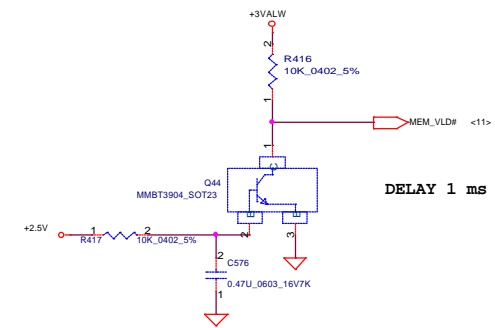 +3VALW
2
R416
10K_0402_5%
1
MEM_VLD# <11>
1
C
Q44
MMBT3904_SOT23
DELAY 1 ms
B
E
+2.5V
1
2
2
3
R417
10K_0402_5%
2
C576
0.47U_0603_16V7K
1